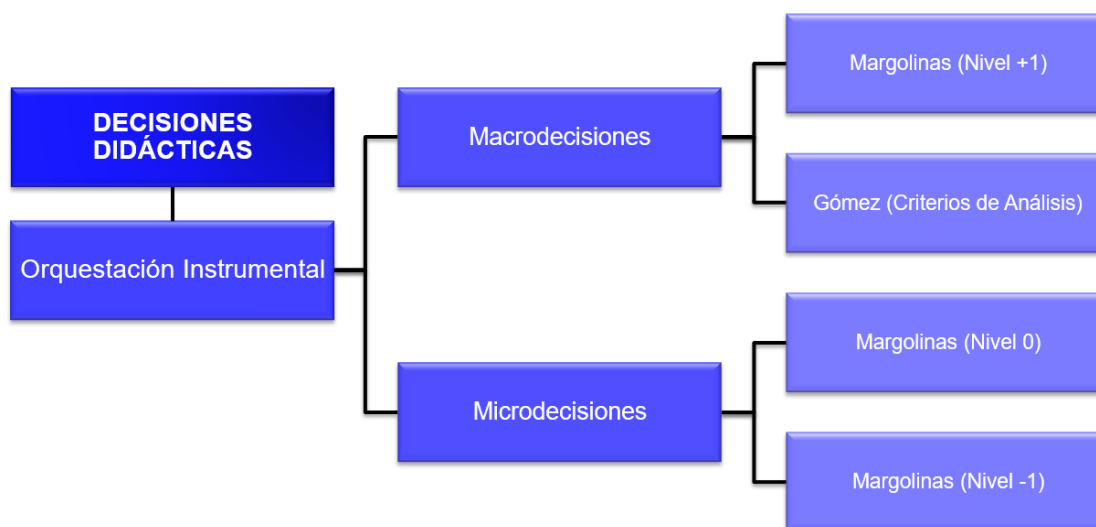 DECISIONES
DIDÁCTICAS
Orquestación Instrumental
Macrodecisiones
Margolinas (Nivel +1)
Gómez (Criterios de Análisis)
Microdecisiones
Margolinas (Nivel 0)
Margolinas (Nivel -1)